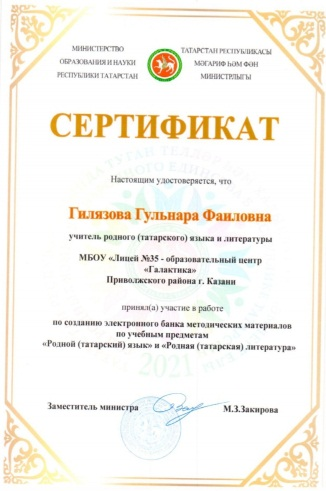 МИНИСТЕРСТВО
ОБРАЗОВАНИЯ И НАУКИ
РЕСПУБЛИКИ ТАТАРСТАН
ТАТАРСТАН РЕСПУБЛИКАСЫ
МӘГАРИФ ҺӘМ ФӘН
МИНИСТРЛЫГЫ
СЕРТИФИКАТ
Настоящим удостоверяется, что
Гилязова Гульнара Фаиловна
учитель родного (татарского) языка и литературы
МБОУ «Лицей №35 - образовательный центр
«Галактика»
Приволжского района г. Казани
принял(а) участие в работе
по созданию электронного банка методических материалов
по учебным предметам
«Родной (татарский) язык» и «Родная (татарская) литература»
2021
Заместитель министра
М.З.Закирова